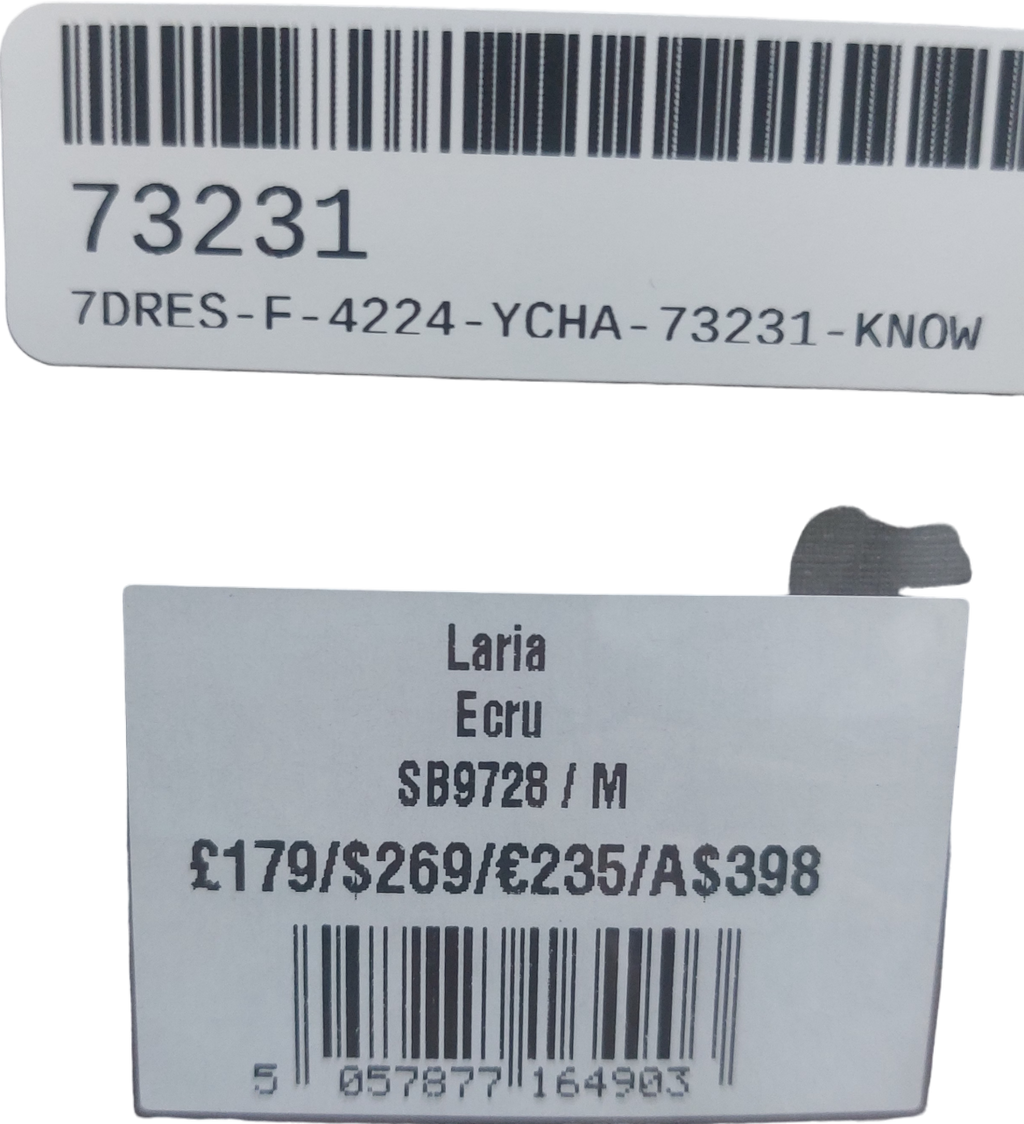 73231
7DRES-F-4224-YCHA-73231-KNOW
Laria
Ecru
SB9728 / M
£179/$269/€235/A$398
5 057877 164903